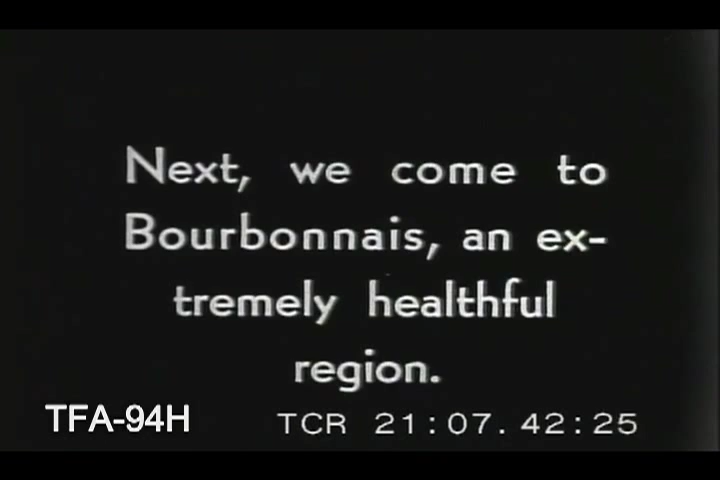 Next, we come to
Bourbonnais, an ex-
tremely healthful
region.
TFA-94H
TCR 21:07.42:25